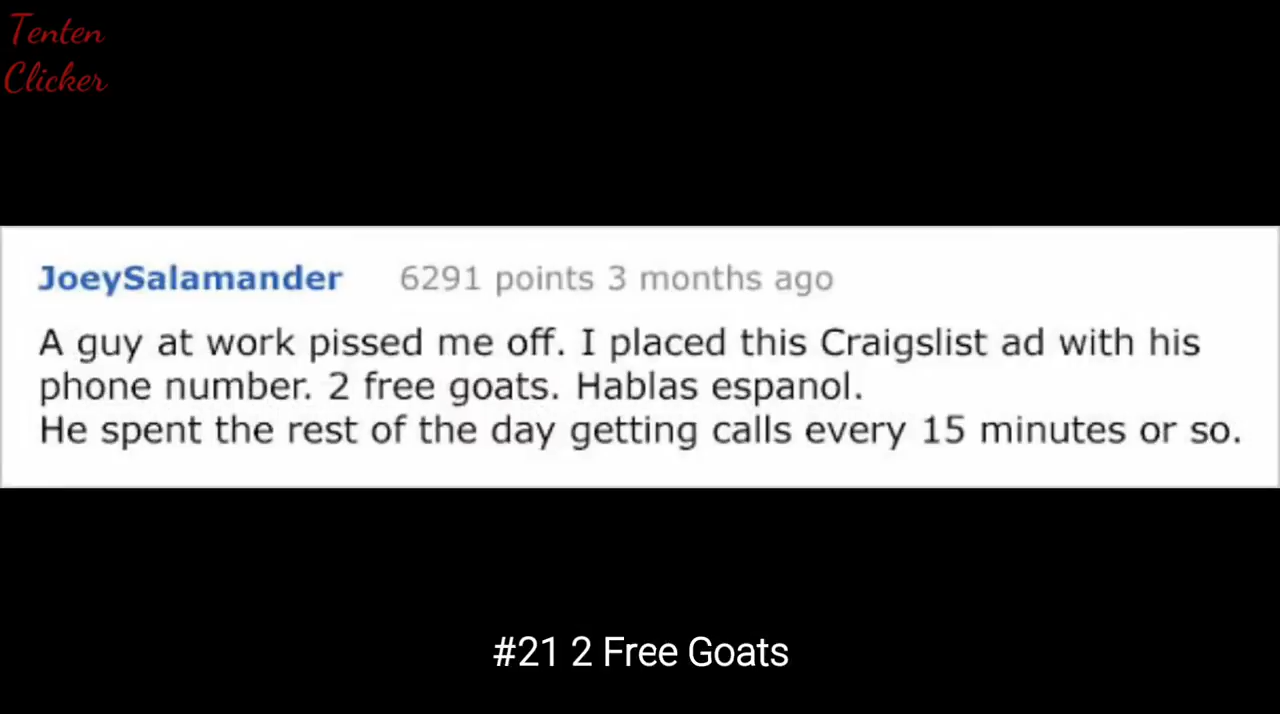 Tenten
Clicker
JoeySalamander 6291 points 3 months ago
A guy at work pissed me off. I placed this Craigslist ad with his
phone number. 2 free goats. Hablas espanol.
He spent the rest of the day getting calls every 15 minutes or so.
#21 2 Free Goats